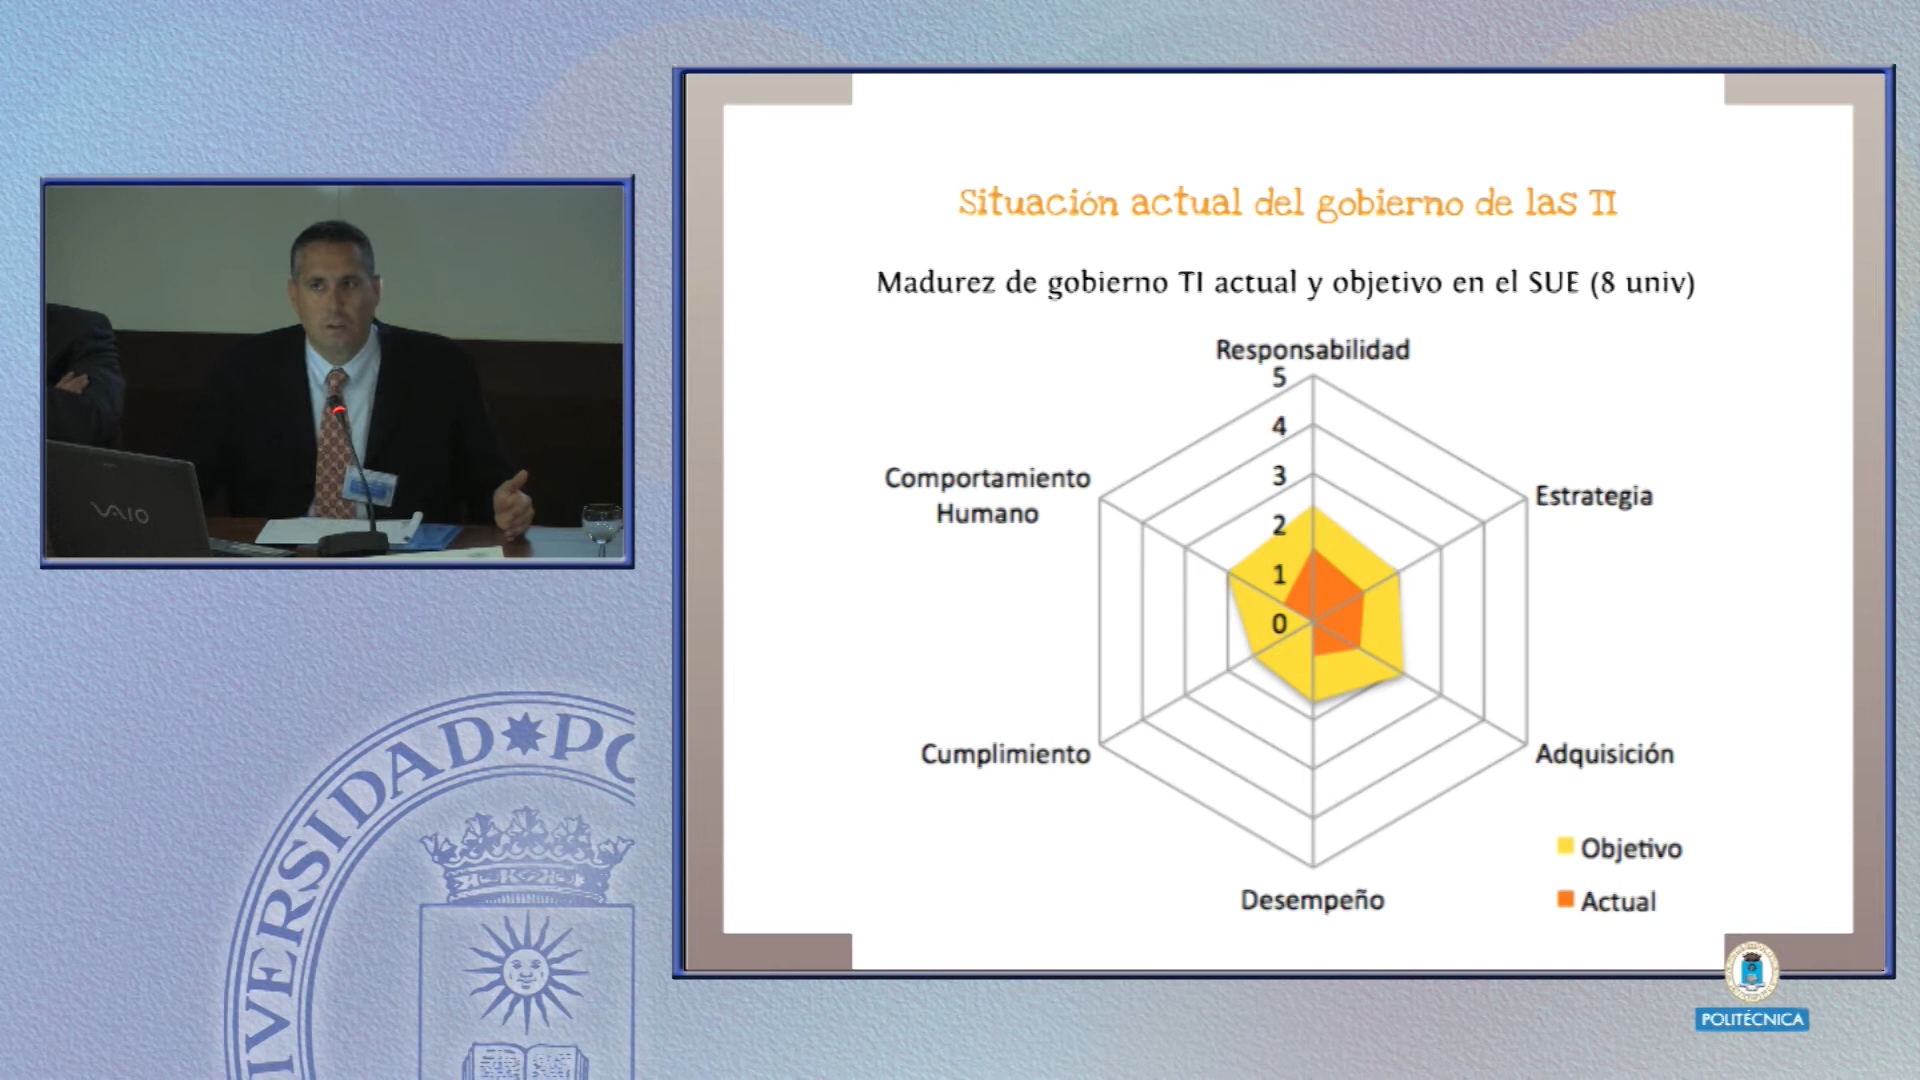 Situación actual del gobierno de las TI
Madurez de gobierno TI actual y objetivo en el SUE (8 univ)
Responsabilidad
5
4
3
2
1
0
Comportamiento
Humano
Estrategia
Cumplimiento
Adquisición
Desempeño
Objetivo
Actual
VAIO
IVERSIDAD PO
POLITÉCNICA